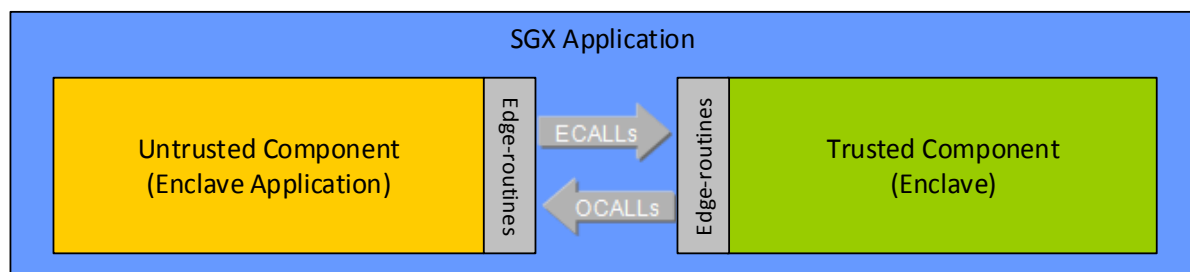 SGX Application
Untrusted Component
(Enclave Application)
Edge-routines
ECALLs
OCALLs
Edge-routines
Trusted Component
(Enclave)